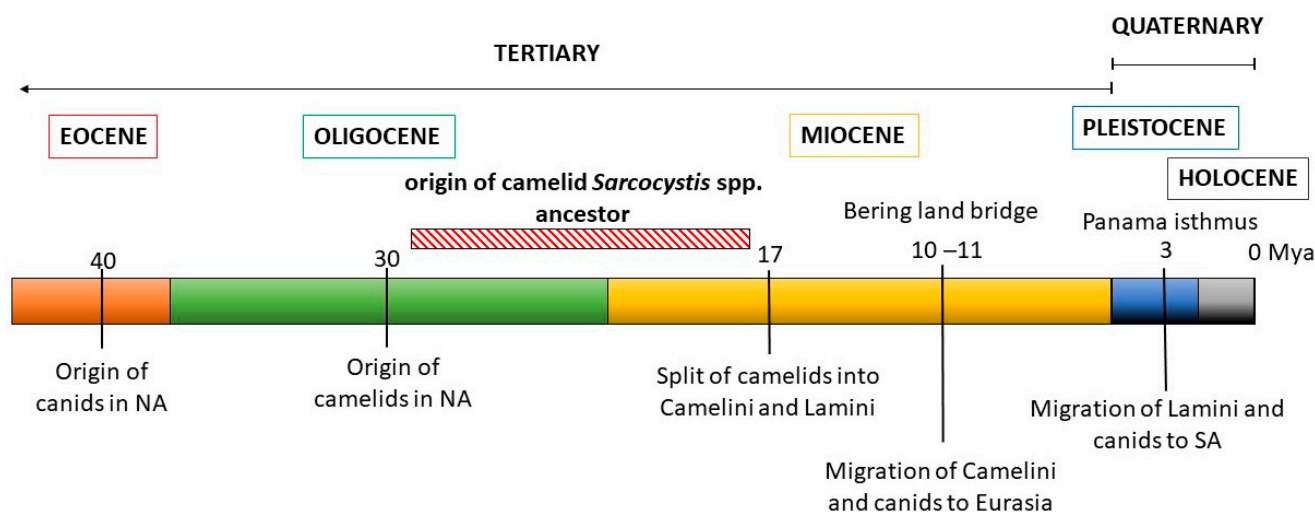 QUATERNARY
TERTIARY
EOCENE
OLIGOCENE
MIOCENE
PLEISTOCENE
HOLOCENE
origin of camelid Sarcocystis spp.
ancestor
Bering land bridge
Panama isthmus
40
30
17
10 –11
3
0 Mya
Origin of
canids in NA
Origin of
camelids in NA
Split of camelids into
Camelini and Lamini
Migration of Camelini
and canids to Eurasia
Migration of Lamini and
canids to SA